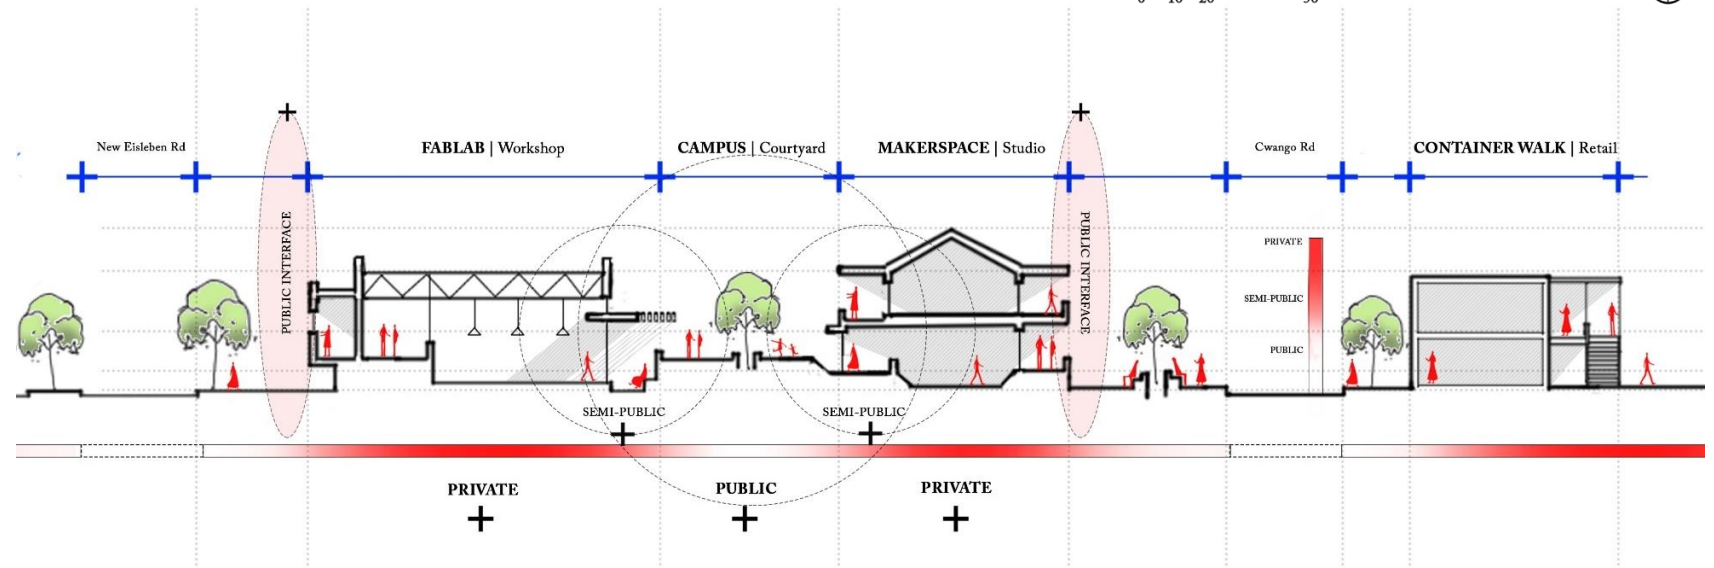 New Eisleben Rd
FABLAB | Workshop
CAMPUS | Courtyard
MAKERSPACE | Studio
Cwango Rd
CONTAINER WALK | Retail
PUBLIC INTERFACE
PUBLIC INTERFACE
PRIVATE
SEMI-PUBLIC
PUBLIC
SEMI-PUBLIC
SEMI-PUBLIC
PRIVATE
PUBLIC
PRIVATE